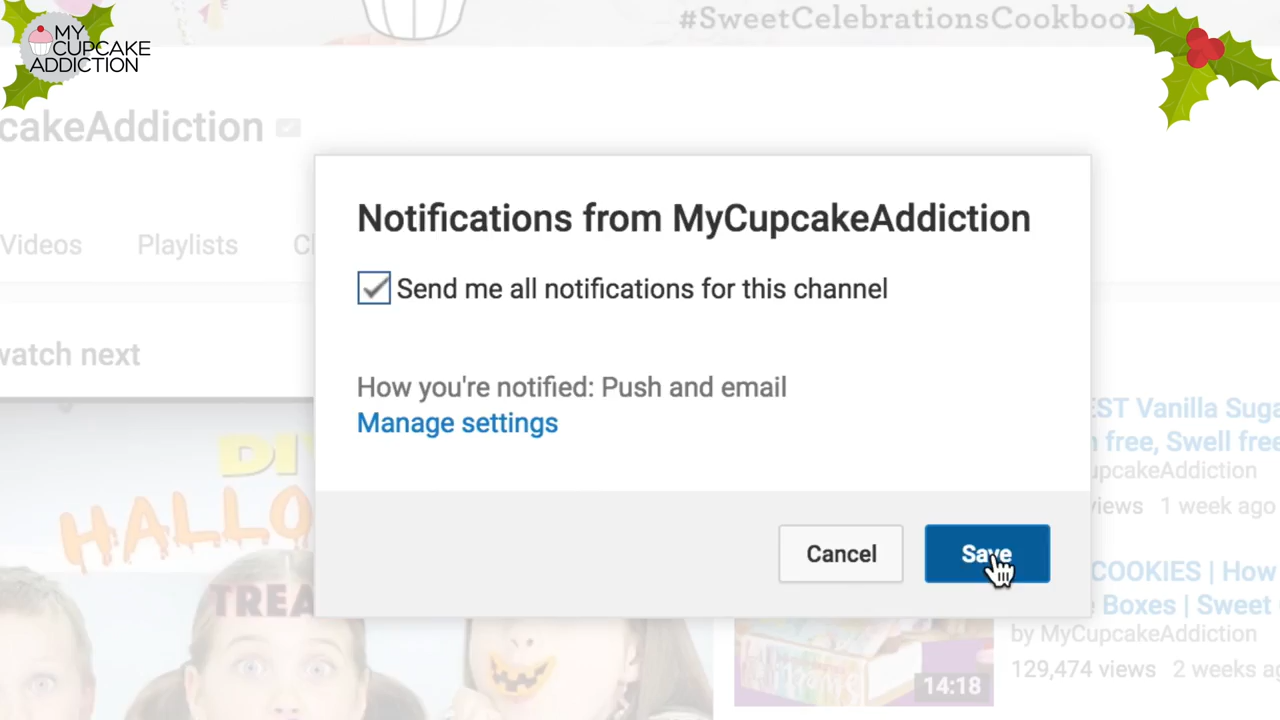 MY
CUPCAKE
ADDICTION
#SweetCelebrationsCookbook
cakeAddiction
Videos
Playlists
watch next
Notifications from MyCupcakeAddiction
Send me all notifications for this channel
How you're notified: Push and email
Manage settings
Cancel
Save
DI
HALLO
TREA
EST Vanilla Suga
free, Swell free
upcakeAddiction
views 1 week ago
COOKIES | How
Boxes | Sweet
by MyCupcakeAddiction
129,474 views 2 weeks ag
14:18